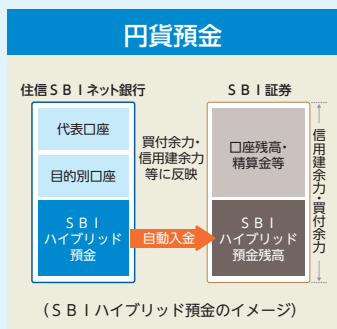 円貨預金
住信ＳＢＩネット銀行
ＳＢＩ証券
代表口座
目的別口座
ＳＢＩ
ハイブリッド
預金
買付余力・
信用建余力
等に反映
自動入金
口座残高・
精算金等
ＳＢＩ
ハイブリッド
預金残高
信用建余力・買付余力
（ＳＢＩハイブリッド預金のイメージ）